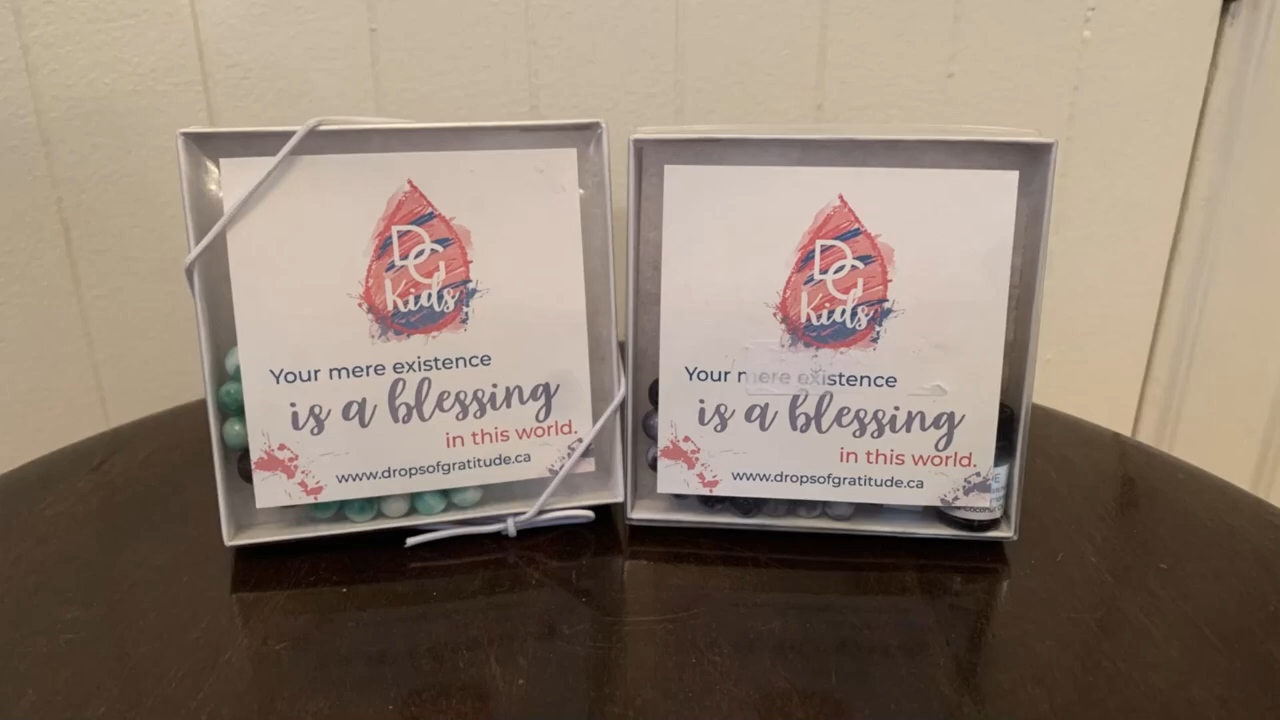 DG
Kids
Your mere existence
is a blessing
in this world.
www.dropsofgratitude.ca
DG
Kids
Your mere existence
is a blessing
in this world.
www.dropsofgratitude.ca
Coconut